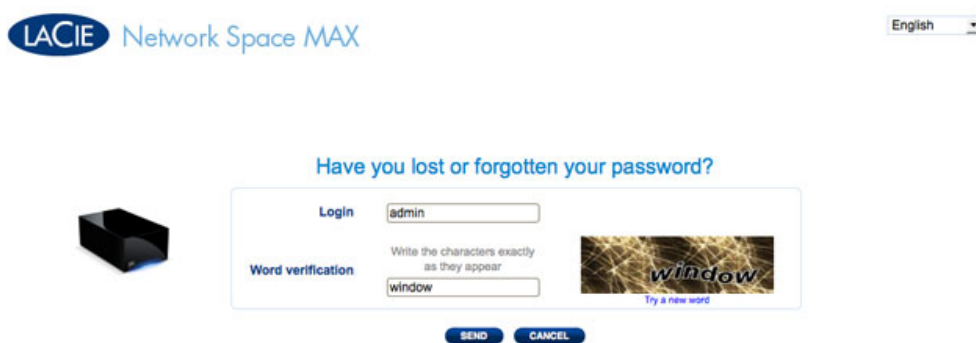 LACIE Network Space MAX
English
Have you lost or forgotten your password?
Login
admin
Write the characters exactly
as they appear
Word verification
window
window
Try a new word
SEND CANCEL